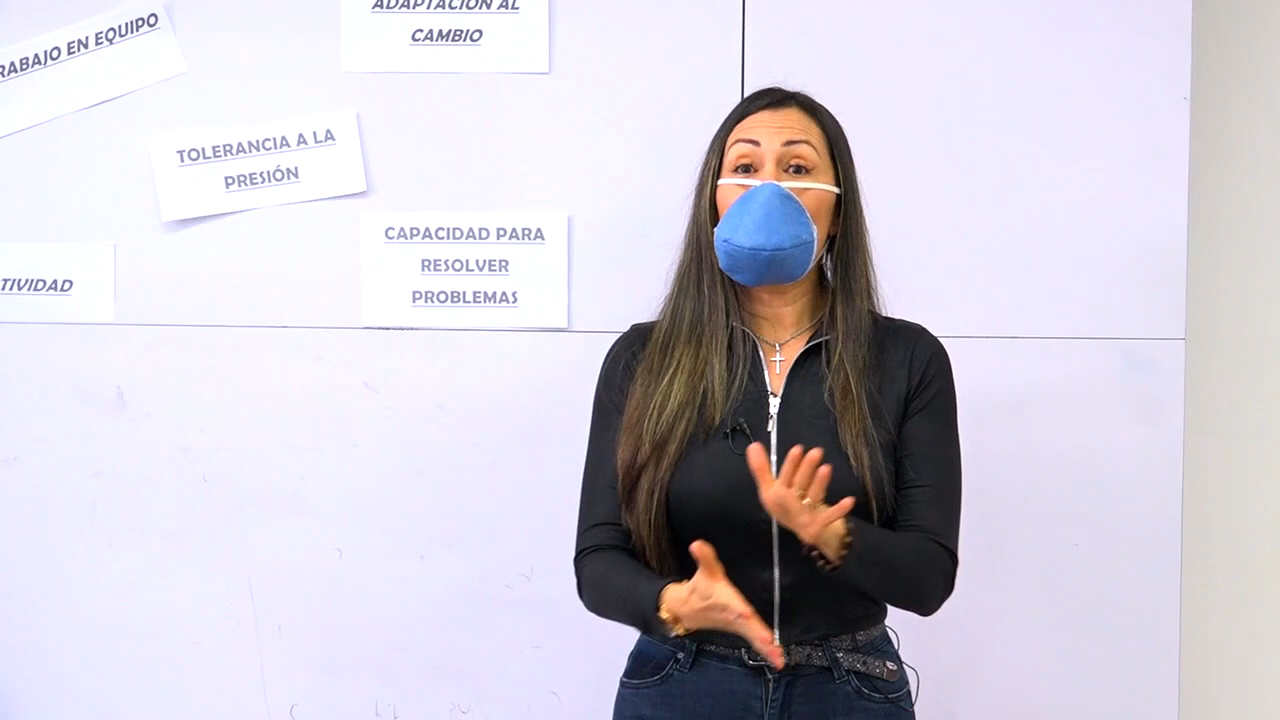 RABAJO EN EQUIPO
ADAPTACIÓN AL
CAMBIO
TOLERANCIA A LA
PRESIÓN
CAPACIDAD PARA
RESOLVER
PROBLEMAS
TIVIDAD